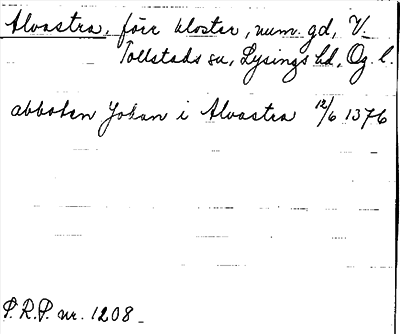 Alvastra, förr kloster, num. gd, V.
Tollstads sn, Lysings hd, Ög. l.
abboten Johan i Alvastra 12/6 1376
P.R.P. nr. 1208.